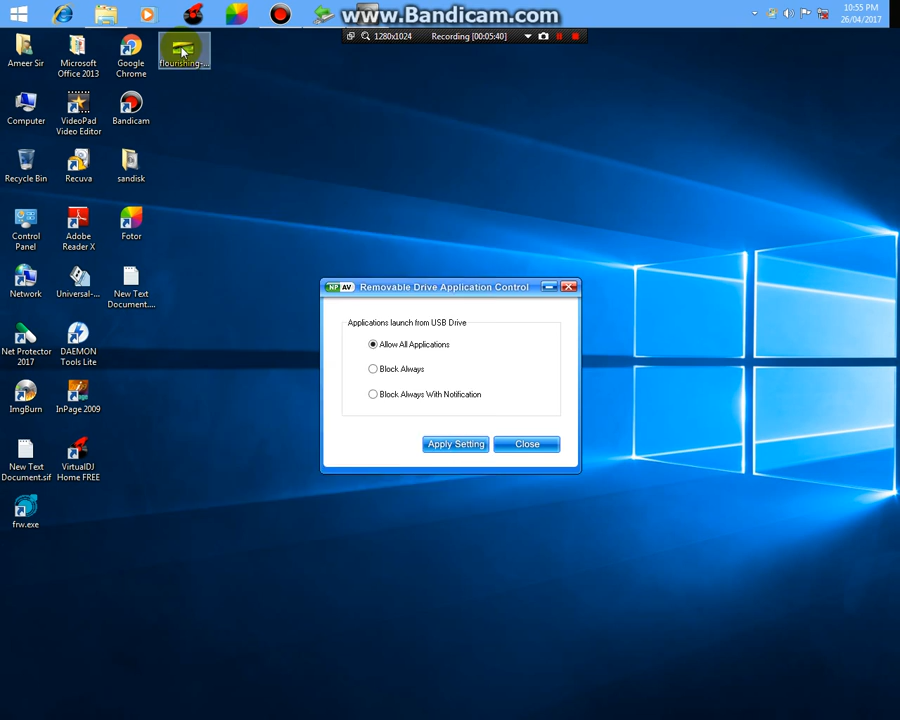 www.Bandicam.com
10:55 PM
26/04/2017
1280x1024
Recording [00:05:40]
Ameer Sir
Microsoft
Office 2013
Google
Chrome
flourishing-...
Computer
VideoPad
Video Editor
Bandicam
Recycle Bin
Recuva
sandisk
Control
Panel
Adobe
Reader X
Fotor
Network
Universal-...
New Text
Document....
Net Protector
2017
DAEMON
Tools Lite
ImgBurn
InPage 2009
New Text
Document.sif
VirtualDJ
Home FREE
frw.exe
NP AV Removable Drive Application Control
Applications launch from USB Drive
Allow All Applications
Block Always
Block Always With Notification
Apply Setting
Close